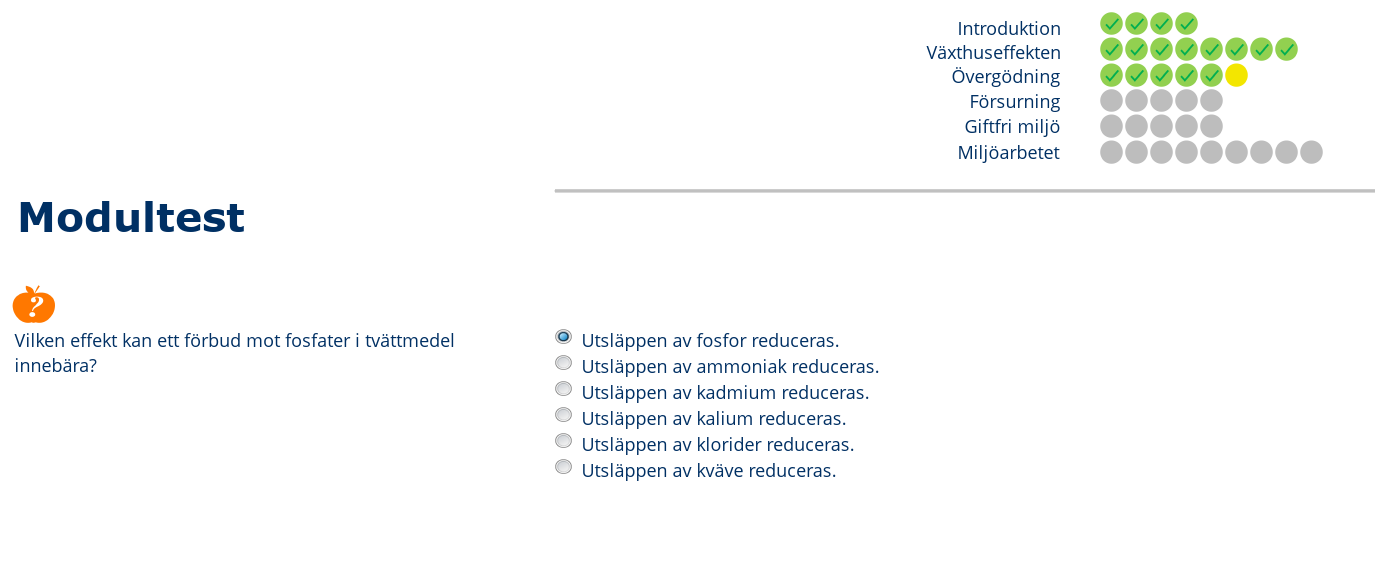 Introduktion
Växthuseffekten
Övergödning
Försurning
Giftfri miljö
Miljöarbetet
Modultest
?
Vilken effekt kan ett förbud mot fosfater i tvättmedel
innebära?
Utsläppen av fosfor reduceras.
Utsläppen av ammoniak reduceras.
Utsläppen av kadmium reduceras.
Utsläppen av kalium reduceras.
Utsläppen av klorider reduceras.
Utsläppen av kväve reduceras.